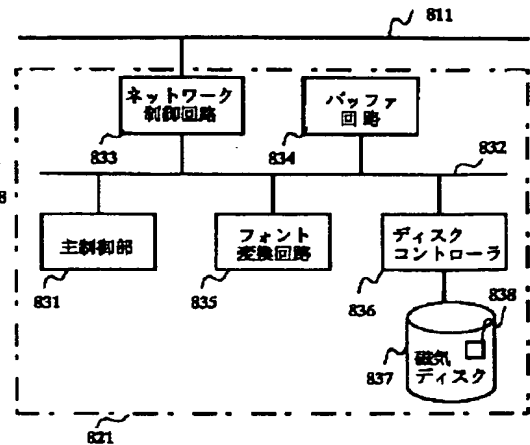 811
ネットワーク
制御回路
833
バッファ
回路
834
832
8
主制御部
831
フォント
変換回路
835
ディスク
コントローラ
836
838
磁気
ディスク
837
821